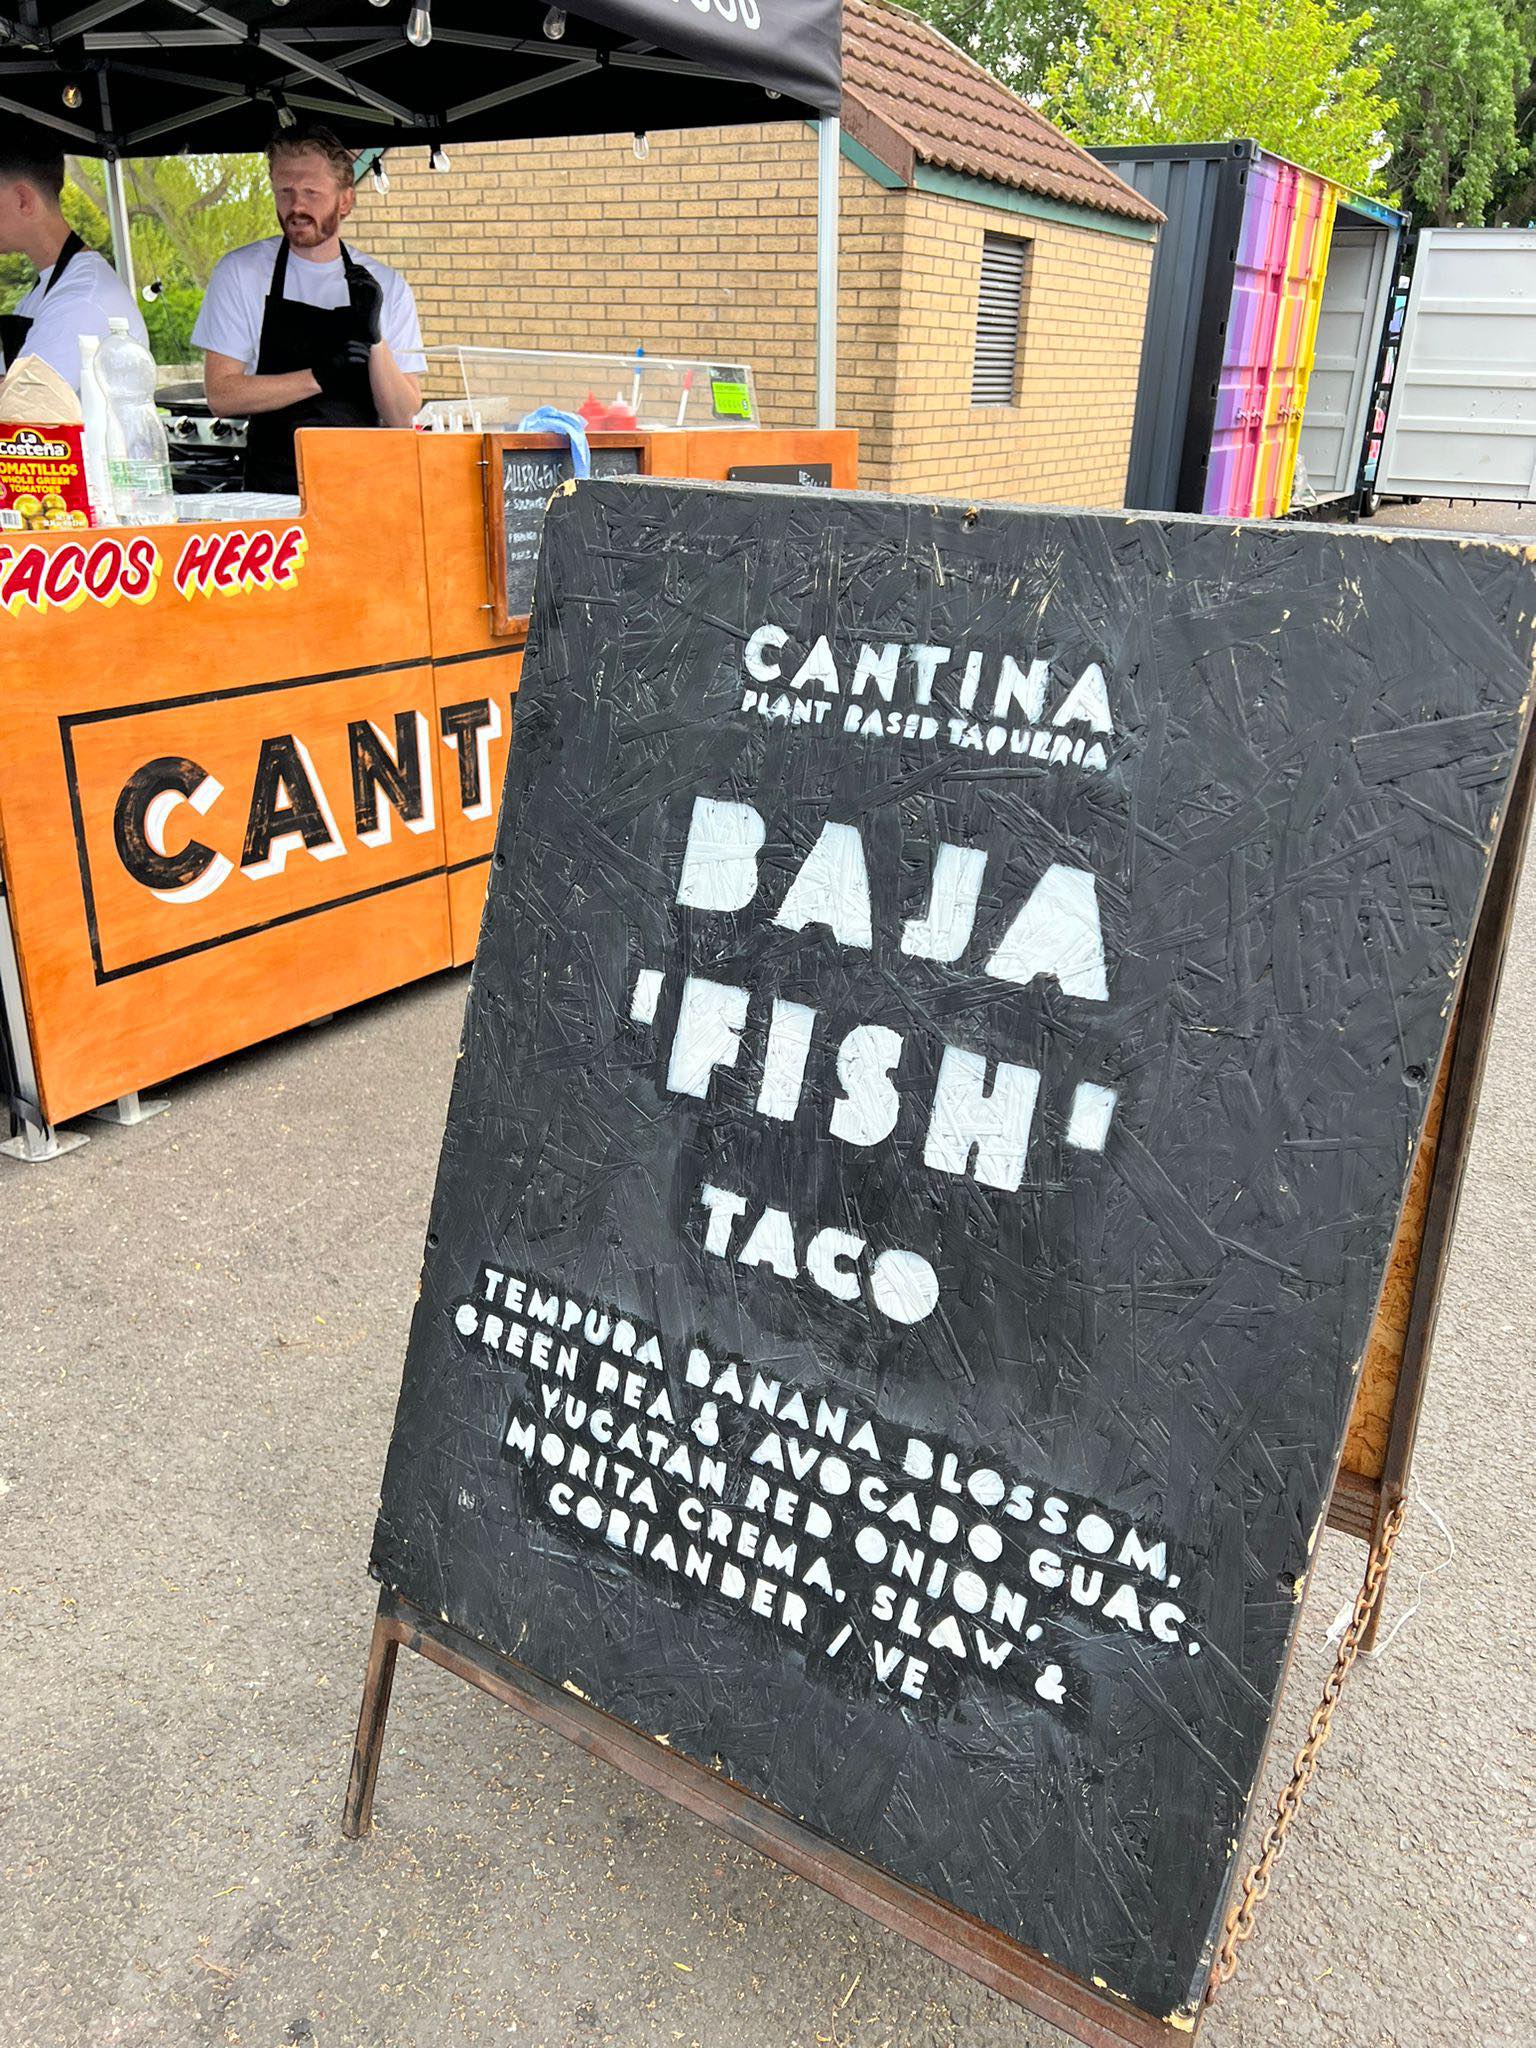 La
Costeña
TOMATILLOS
WHOLE GREEN
TOMATOES
TACOS HERE
CANT
ALLERGENS
CANTINA
PLANT BASED TAQUERIA
BAJA
'FISH'
TACO
TEMPURA BANANA BLOSSOM,
GREEN PEA & AVOCADO GUAC,
YUCATAN RED ONION,
MORITA CREMA, SLAW &
CORIANDER / VE